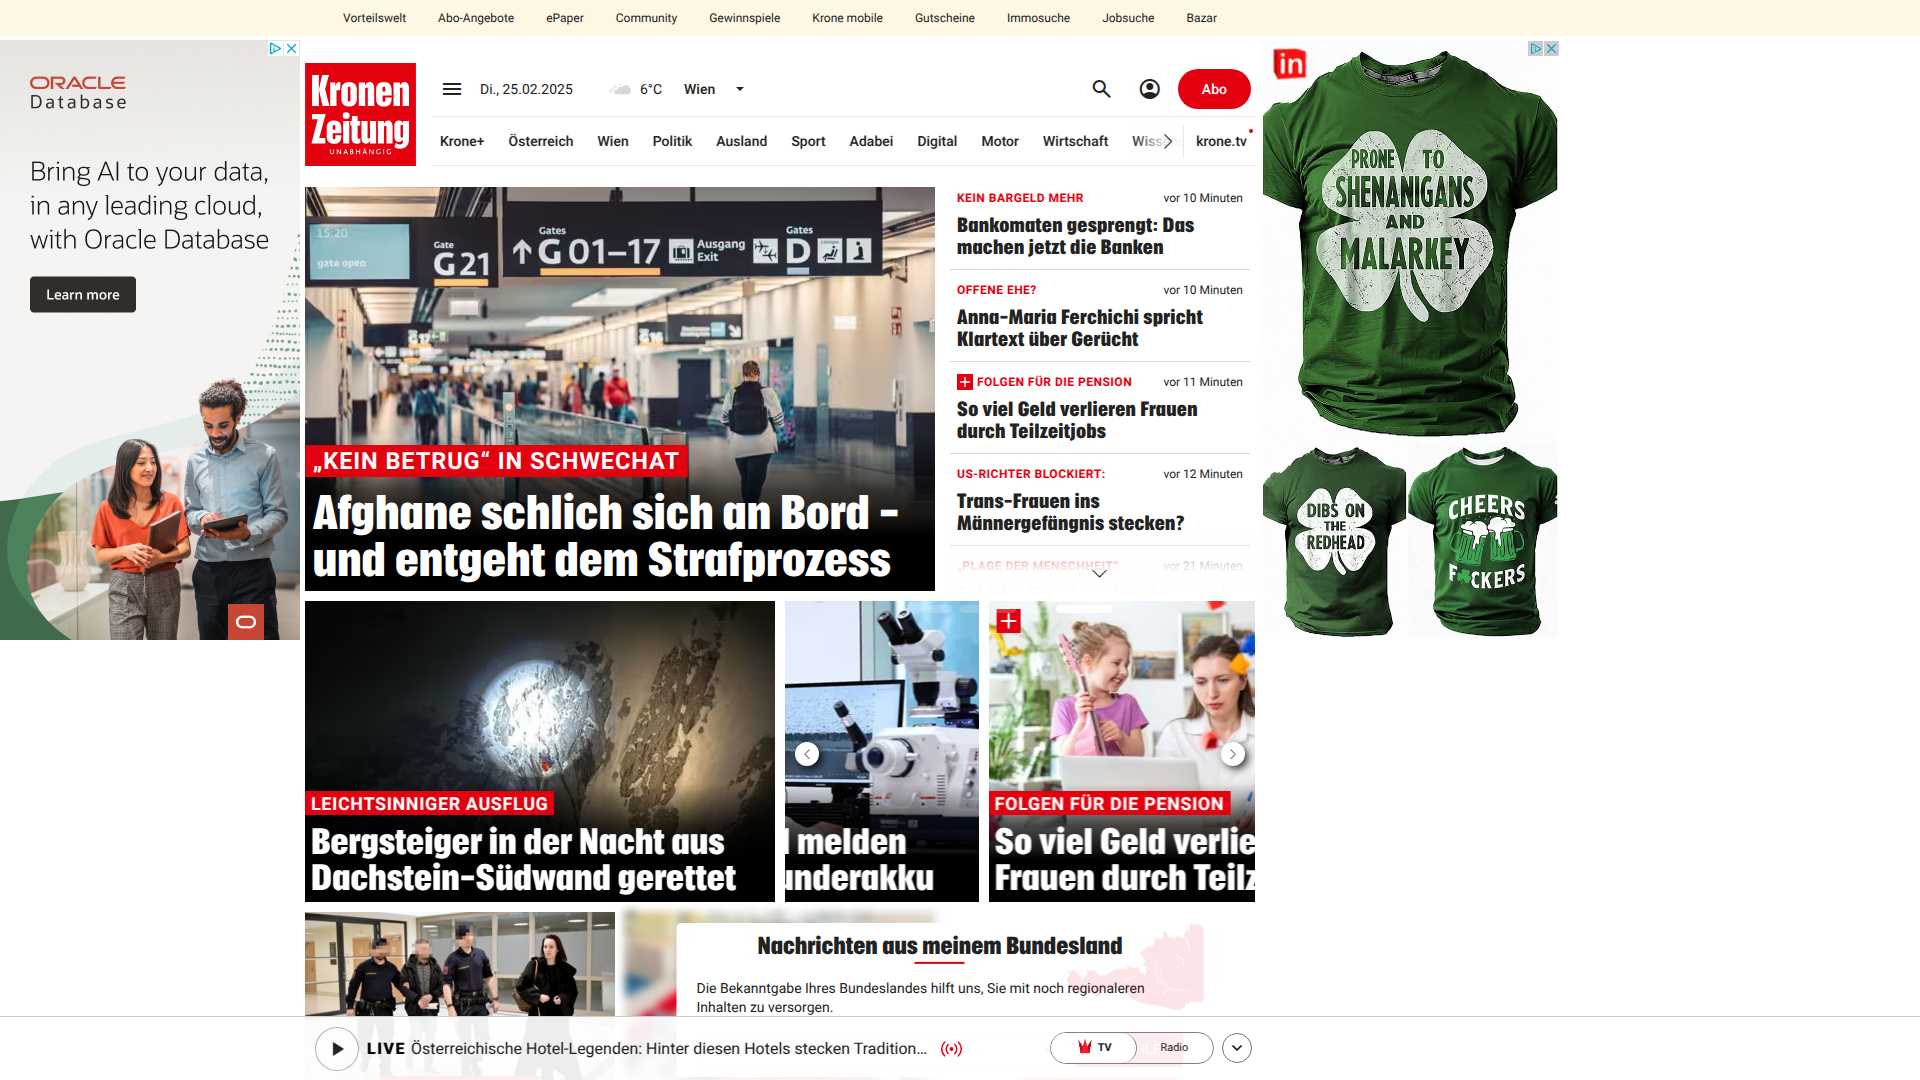 Vorteilswelt Abo-Angebote ePaper Community Gewinnspiele Krone mobile Gutscheine Immosuche Jobsuche Bazar
ORACLE
Database
Bring AI to your data,
in any leading cloud,
with Oracle Database
Learn more
Kronen
Zeitung
UNABHÄNGIG
Di., 25.02.2025 6°C Wien
Abo
Krone+ Österreich Wien Politik Ausland Sport Adabei Digital Motor Wirtschaft Wiss krone.tv
15:20
gate open
Gate
G21
Gates
G 01–17
Ausgang
Exit
Gates
D
G18
G16
„KEIN BETRUG“ IN SCHWECHAT
Afghane schlich sich an Bord –
und entgeht dem Strafprozess
KEIN BARGELD MEHR vor 10 Minuten
Bankomaten gesprengt: Das
machen jetzt die Banken
OFFENE EHE? vor 10 Minuten
Anna-Maria Ferchichi spricht
Klartext über Gerücht
FOLGEN FÜR DIE PENSION vor 11 Minuten
So viel Geld verlieren Frauen
durch Teilzeitjobs
US-RICHTER BLOCKIERT: vor 12 Minuten
Trans-Frauen ins
Männergefängnis stecken?
„PLAGE DER MENSCHHEIT“ vor 21 Minuten
in
PRONE TO
SHENANIGANS
AND
MALARKEY
DIBS ON
THE
REDHEAD
CHEERS
F☘CKERS
LEICHTSINNIGER AUSFLUG
Bergsteiger in der Nacht aus
Dachstein-Südwand gerettet
l melden
underakku
FOLGEN FÜR DIE PENSION
So viel Geld verlie
Frauen durch Teilz
Nachrichten aus meinem Bundesland
Die Bekanntgabe Ihres Bundeslandes hilft uns, Sie mit noch regionaleren
Inhalten zu versorgen.
LIVE Österreichische Hotel-Legenden: Hinter diesen Hotels stecken Tradition...
TV Radio